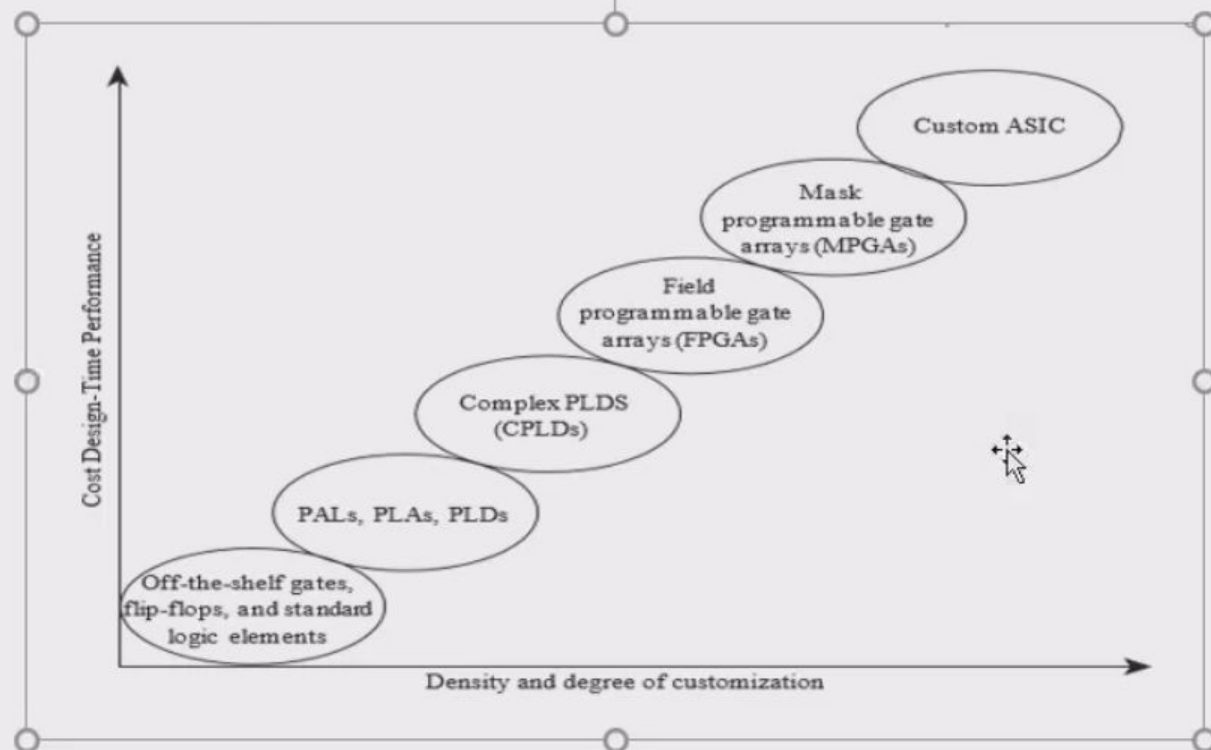 Custom ASIC
Mask
programmable gate
arrays (MPGAs)
Field
programmable gate
arrays (FPGAs)
Complex PLDS
(CPLDs)
PALs, PLAs, PLDs
Off-the-shelf gates,
flip-flops, and standard
logic elements
Cost Design-Time Performance
Density and degree of customization